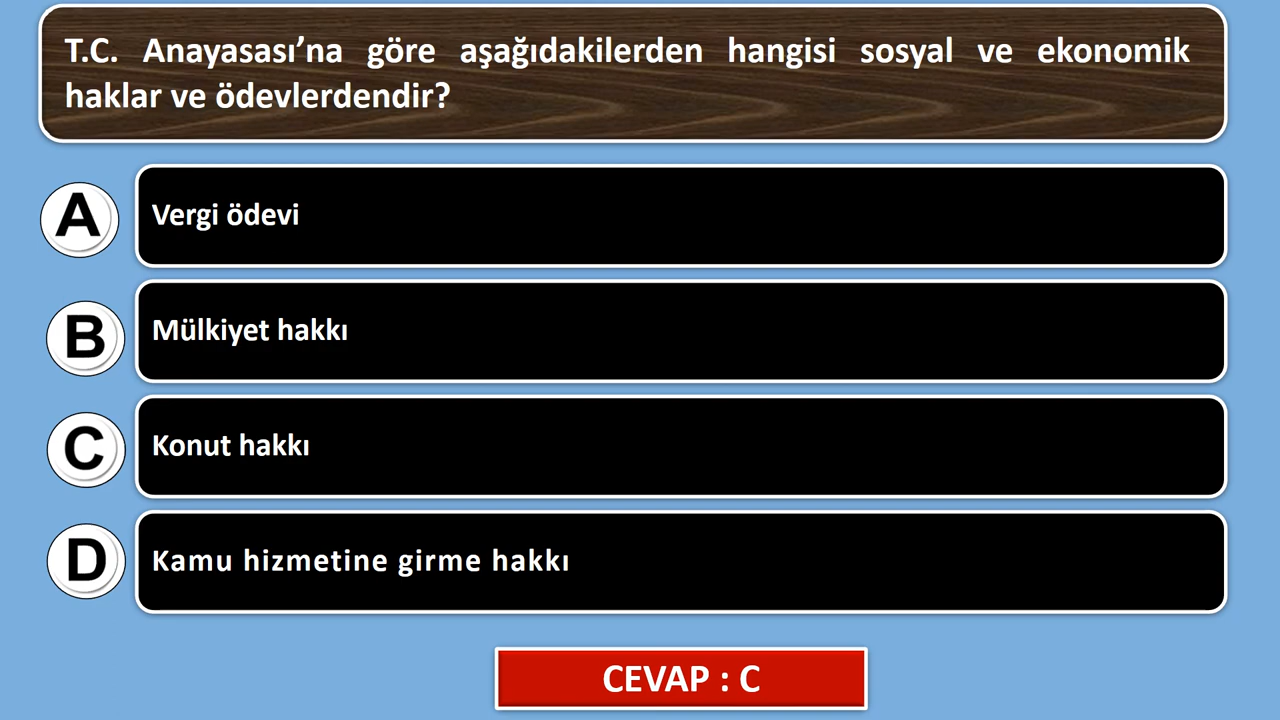 T.C. Anayasası’na göre aşağıdakilerden hangisi sosyal ve ekonomik
haklar ve ödevlerdendir?
A
Vergi ödevi
B
Mülkiyet hakkı
C
Konut hakkı
D
Kamu hizmetine girme hakkı
CEVAP : C